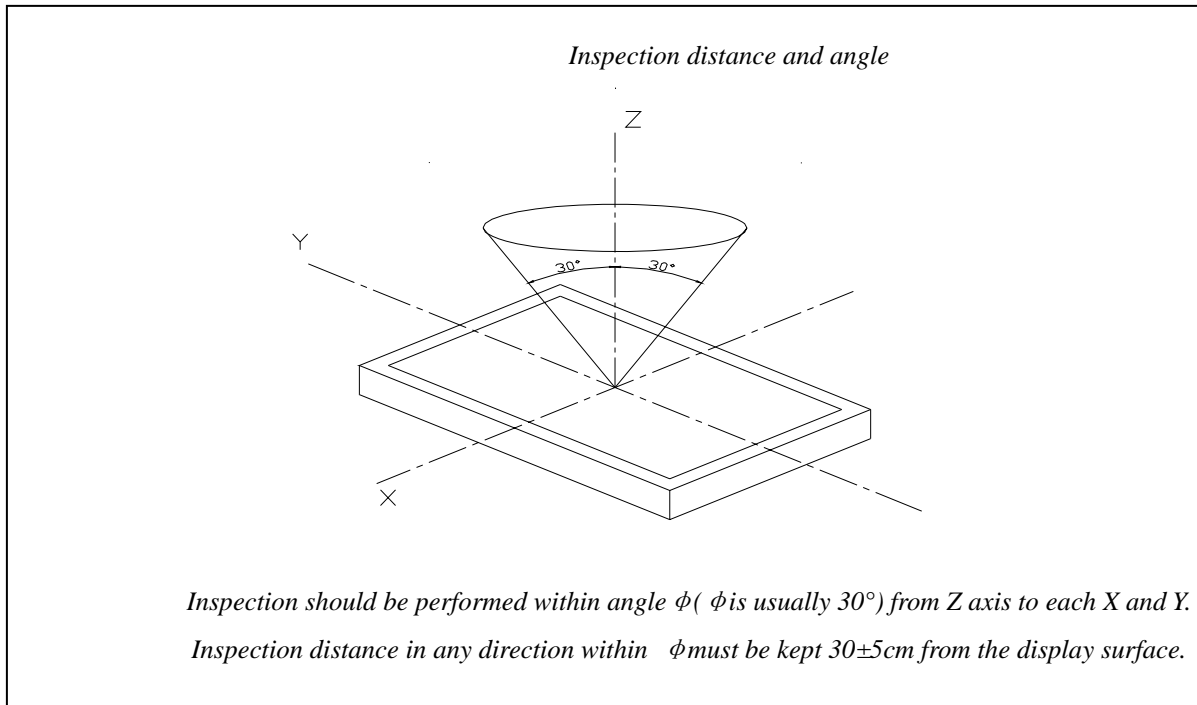 Inspection distance and angle
Z
Y
30° 30°
X
Inspection should be performed within angle ϕ( ϕis usually 30°) from Z axis to each X and Y.
Inspection distance in any direction within ϕmust be kept 30±5cm from the display surface.